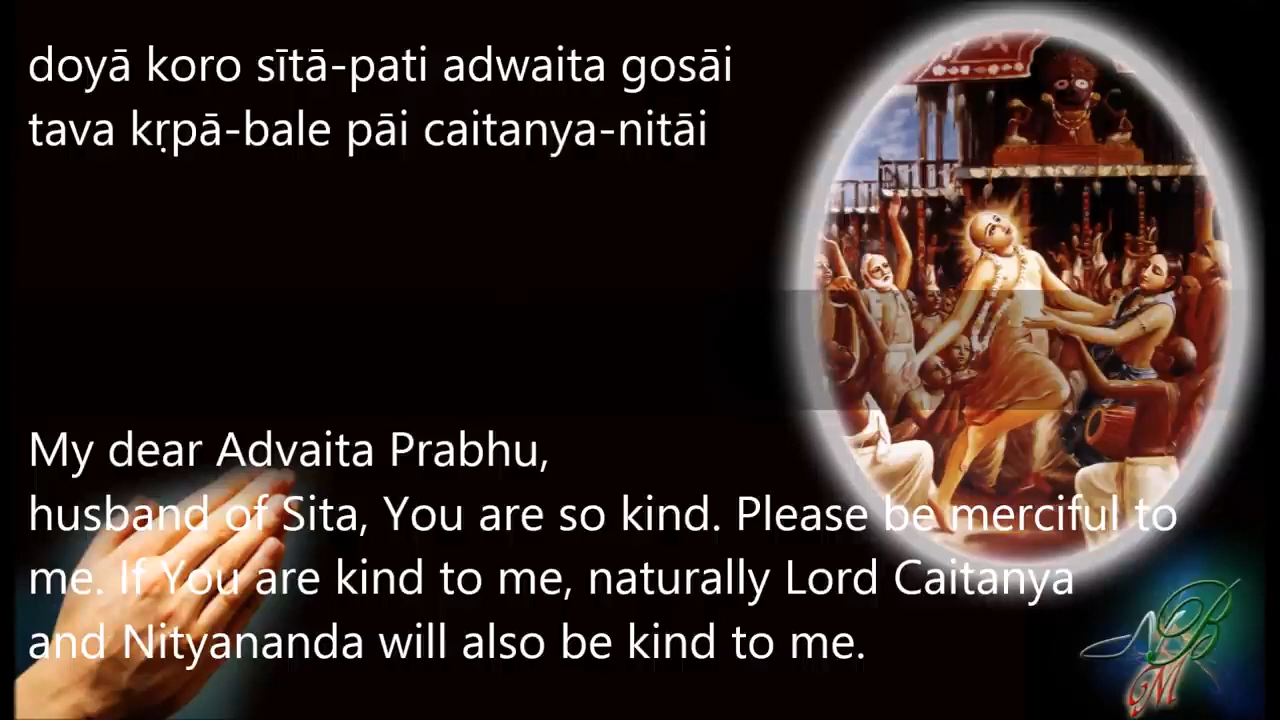 doyā koro sītā-pati adwaita gosāi
tava kṛpā-bale pāi caitanya-nitāi
My dear Advaita Prabhu,
husband of Sita, You are so kind. Please be merciful to
me. If You are kind to me, naturally Lord Caitanya
and Nityananda will also be kind to me.